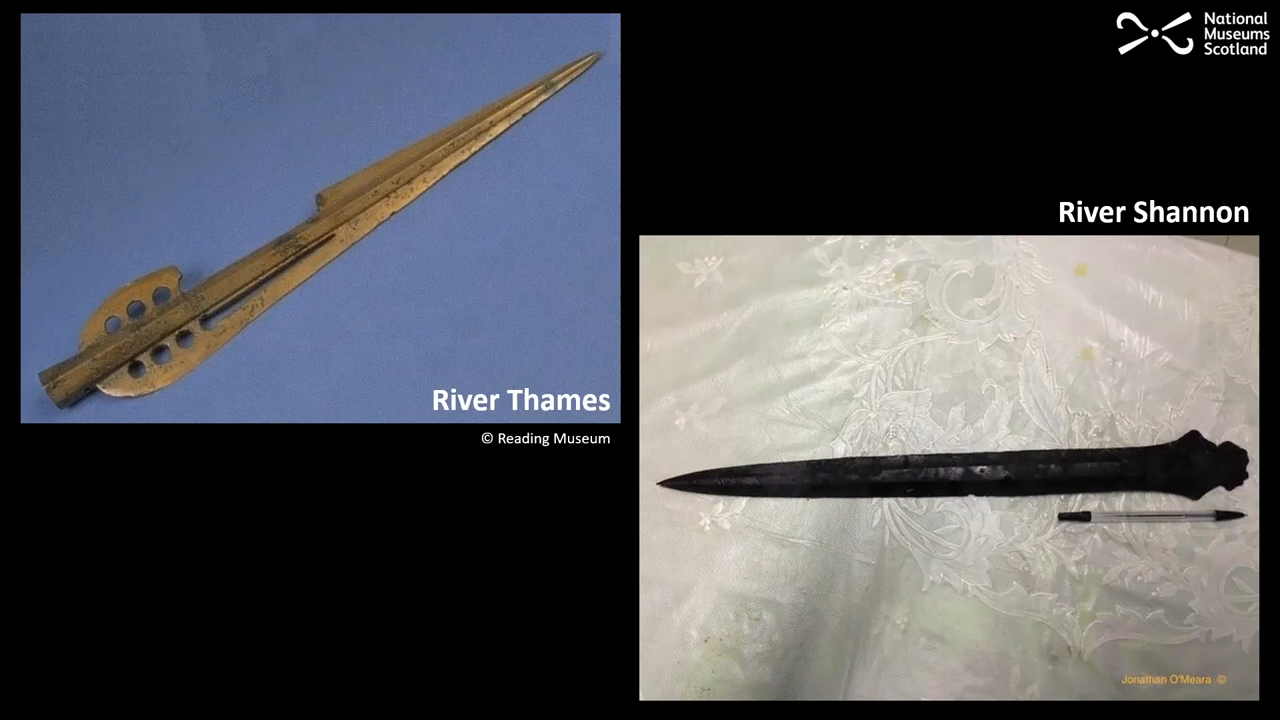 National
Museums
Scotland
River Thames
© Reading Museum
River Shannon
Jonathan O'Meara ©